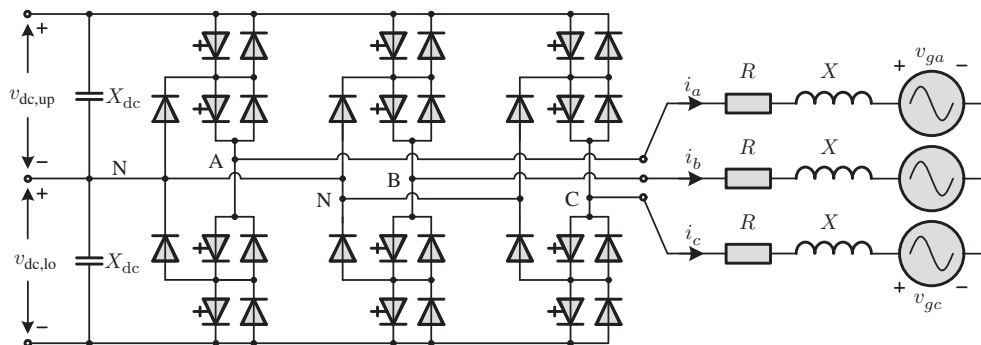 +
v_dc,up
−
+
v_dc,lo
−
X_dc
X_dc
N
A
N
B
C
i_a
R
X
v_ga
+
−
i_b
R
X
i_c
R
X
+
−
v_gc